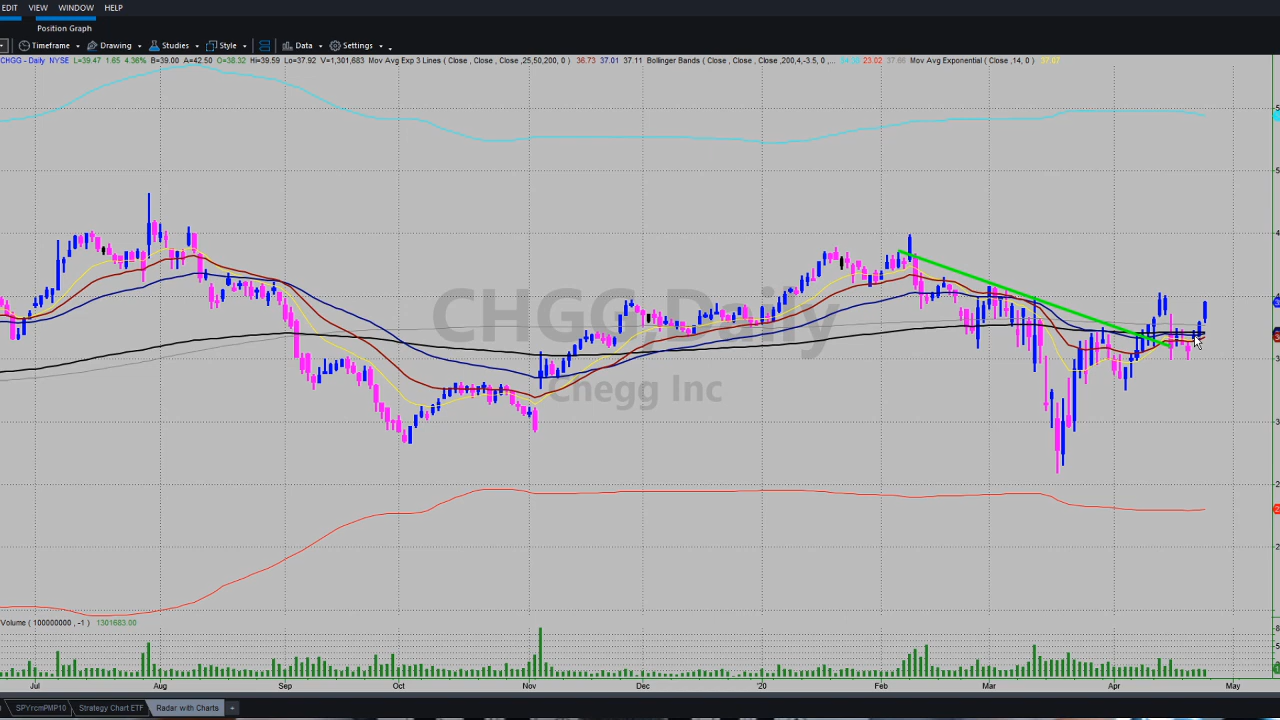 EDIT VIEW WINDOW HELP
Position Graph
Timeframe Drawing Studies Style Data Settings
CHGG - Daily NYSE L=39.47 1.65 4.36% B=39.00 A=42.50 O=38.32 Hi=39.59 Lo=37.92 V=1,301,683 Mov Avg Exp 3 Lines ( Close , Close , Close ,25,50,200, 0 ) 36.73 37.01 37.11 Bollinger Bands ( Close , Close , Close ,200,4,-3.5, 0 ,... 23.02 37.66 Mov Avg Exponential ( Close ,14, 0 ) 37.07
CHGG, Daily
Chegg Inc
Volume ( 100000000 , -1 ) 1301683.00
Jul Aug Sep Oct Nov Dec '20 Feb Mar Apr May
SPYrcmPMP10 Strategy Chart ETF Radar with Charts +